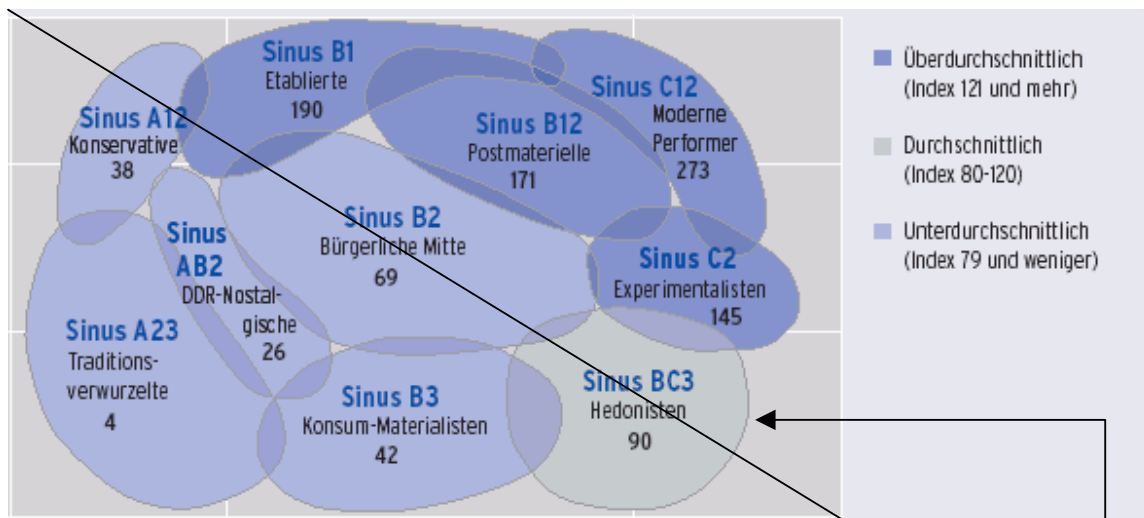 Sinus B1
Etablierte
190
Sinus C12
Moderne
Performer
273
Sinus A12
Konservative
38
Sinus B12
Postmaterielle
171
Sinus
AB2
DDR-Nostal-
gische
26
Sinus B2
Bürgerliche Mitte
69
Sinus C2
Experimentalisten
145
Sinus A23
Traditions-
verwurzelte
4
Sinus B3
Konsum-Materialisten
42
Sinus BC3
Hedonisten
90
Überdurchschnittlich
(Index 121 und mehr)
Durchschnittlich
(Index 80-120)
Unterdurchschnittlich
(Index 79 und weniger)